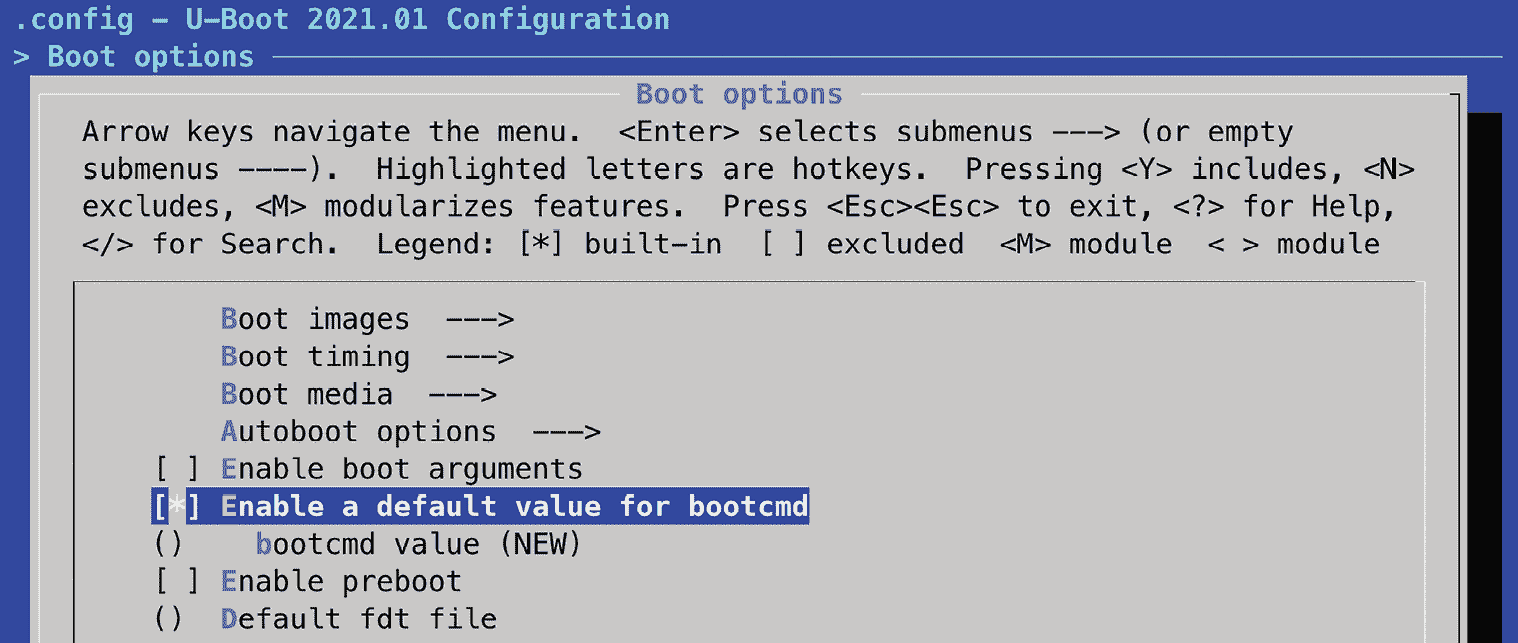 .config - U-Boot 2021.01 Configuration
> Boot options
Boot options
Arrow keys navigate the menu.  <Enter> selects submenus ---> (or empty
submenus ----).  Highlighted letters are hotkeys.  Pressing <Y> includes, <N>
excludes, <M> modularizes features.  Press <Esc><Esc> to exit, <?> for Help,
</> for Search.  Legend: [*] built-in  [ ] excluded  <M> module  < > module
Boot images  --->
Boot timing  --->
Boot media  --->
Autoboot options  --->
[ ] Enable boot arguments
[*] Enable a default value for bootcmd
()    bootcmd value (NEW)
[ ] Enable preboot
()  Default fdt file